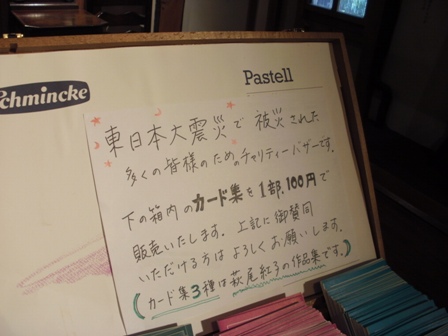 Schmincke
Pastell
東日本大震災で被災された
多くの皆様のためのチャリティーバザーです。
下の箱内のカード集を1部.100円で
販売いたします。上記に御賛同
いただける方はよろしくお願いします。
(カード集3種は萩尾紅子の作品集です。)